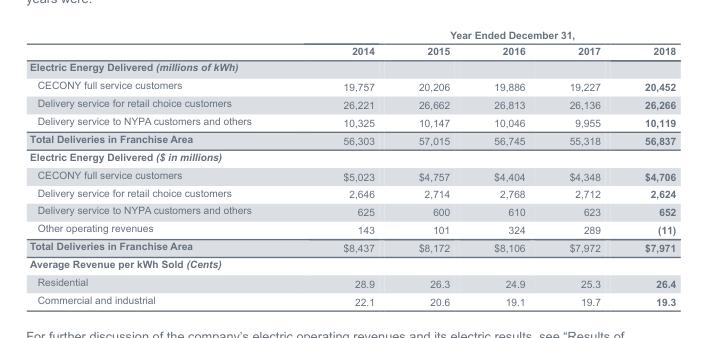 years were:
Year Ended December 31,
2014 2015 2016 2017 2018
Electric Energy Delivered (millions of kWh)
CECONY full service customers 19,757 20,206 19,886 19,227 20,452
Delivery service for retail choice customers 26,221 26,662 26,813 26,136 26,266
Delivery service to NYPA customers and others 10,325 10,147 10,046 9,955 10,119
Total Deliveries in Franchise Area 56,303 57,015 56,745 55,318 56,837
Electric Energy Delivered ($ in millions)
CECONY full service customers $5,023 $4,757 $4,404 $4,348 $4,706
Delivery service for retail choice customers 2,646 2,714 2,768 2,712 2,624
Delivery service to NYPA customers and others 625 600 610 623 652
Other operating revenues 143 101 324 289 (11)
Total Deliveries in Franchise Area $8,437 $8,172 $8,106 $7,972 $7,971
Average Revenue per kWh Sold (Cents)
Residential 28.9 26.3 24.9 25.3 26.4
Commercial and industrial 22.1 20.6 19.1 19.7 19.3
For further discussion of the company's electric operating revenues and its electric results, see "Results of